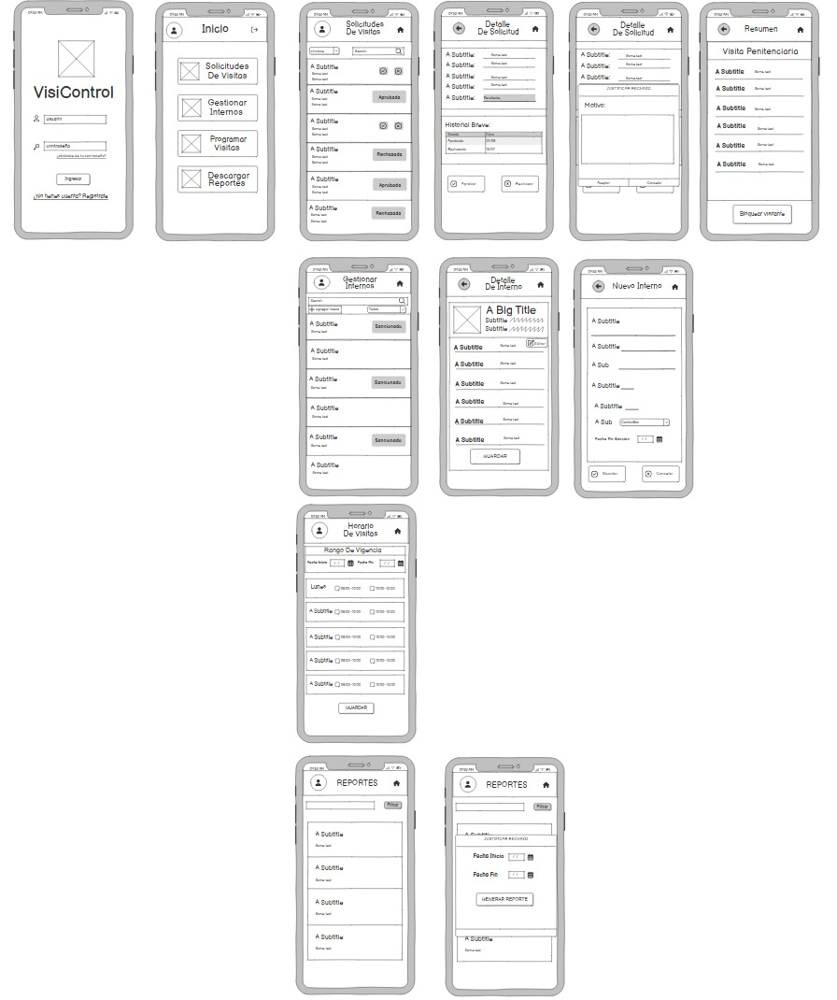 09:52 AM
VisiControl
usuario
contraseña
¿olvidaste de tu contraseña?
Ingresar
¿No tienes cuenta? Registrate
09:52 AM
Inicio
Solicitudes
De Visitas
Gestionar
Internos
Programar
Visitas
Descargar
Reportes
09:52 AM
Solicitudes
De Visitas
Search
A Subtitle
Some text
Some text
A Subtitle
Some text
Some text
Aprobada
A Subtitle
Some text
Some text
A Subtitle
Some text
Some text
Rechazada
A Subtitle
Some text
Some text
Aprobada
A Subtitle
Some text
Some text
Rechazada
09:52 AM
Detalle
De Solicitud
A Subtitle: Some text
A Subtitle:
A Subtitle: Some text
A Subtitle: Some text
A Subtitle: Pendiente
Historial Breve:
Estado Fecha
Aprobado 01/08
Rechazado 15/07
Aprobar Rechazar
09:52 AM
Detalle
De Solicitud
A Subtitle: Some text
A Subtitle:
A Subtitle: Some text
JUSTIFICAR RECHAZO
Motivo:
Aceptar Cancelar
09:52 AM
Resumen
Visita Penitenciaria
A Subtitle Some text
A Subtitle Some text
A Subtitle Some text
A Subtitle Some text
A Subtitle Some text
A Subtitle Some text
Bloquear visitante
09:52 AM
Gestionar
Internos
Search
Agregar nuevo Todos
A Subtitle
Some text
Sancionado
A Subtitle
Some text
A Subtitle
Some text
Sancionado
A Subtitle
Some text
A Subtitle
Some text
Sancionado
A Subtitle
Some text
09:52 AM
Detalle
De Interno
A Big Title
Subtitle
Subtitle
Editar
A Subtitle Some text
A Subtitle Some text
A Subtitle Some text
A Subtitle Some text
A Subtitle Some text
A Subtitle Some text
GUARDAR
09:52 AM
Nuevo Interno
A Subtitle
A Subtitle
A Sub
A Subtitle
A Subtitle
A Sub ComboBox
Fecha Fin Sancion / /
Guardar Cancelar
09:52 AM
Horario
De Visitas
Rango De Vigencia
Fecha Inicio / / Fecha Fin / /
Lunes 08:00-10:00 10:00-12:00
A Subtitle 08:00-10:00 10:00-12:00
A Subtitle 08:00-10:00 10:00-12:00
A Subtitle 08:00-10:00 10:00-12:00
A Subtitle 08:00-10:00 10:00-12:00
GUARDAR
09:52 AM
REPORTES
Filtrar
A Subtitle
Some text
A Subtitle
Some text
A Subtitle
Some text
A Subtitle
Some text
09:52 AM
REPORTES
Filtrar
A Subtitle
JUSTIFICAR RECHAZO
Fecha Inicio / /
Fecha Fin / /
GENERAR REPORTE
A Subtitle
Some text